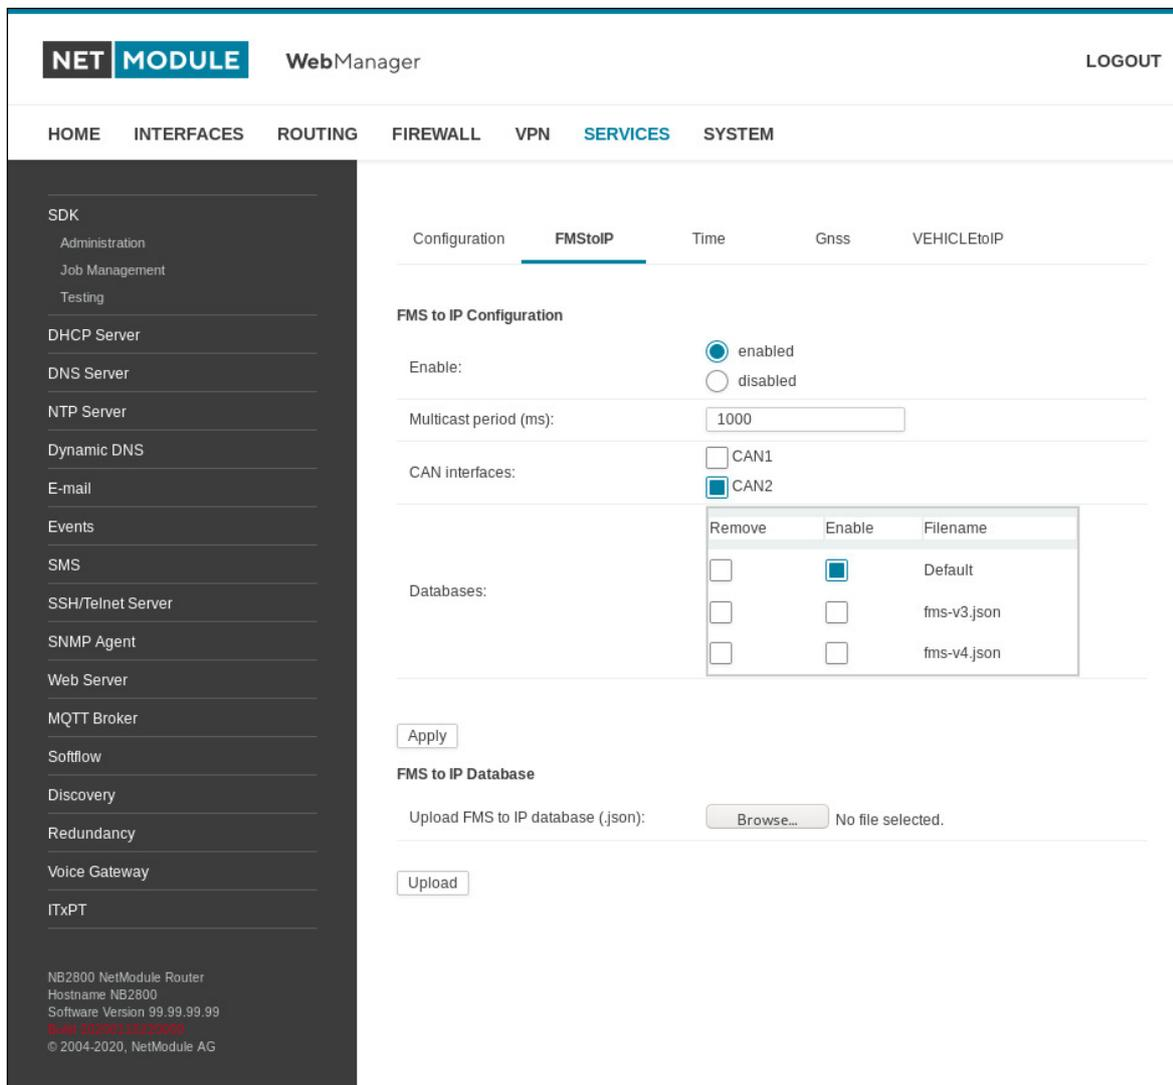 NET MODULE WebManager LOGOUT
HOME INTERFACES ROUTING FIREWALL VPN SERVICES SYSTEM
SDK
Administration
Job Management
Testing
DHCP Server
DNS Server
NTP Server
Dynamic DNS
E-mail
Events
SMS
SSH/Telnet Server
SNMP Agent
Web Server
MQTT Broker
Softflow
Discovery
Redundancy
Voice Gateway
ITxPT
NB2800 NetModule Router
Hostname NB2800
Software Version 99.99.99.99
Build
© 2004-2020, NetModule AG
Configuration FMStoIP Time Gnss VEHICLEtoIP
FMS to IP Configuration
Enable:
enabled
disabled
Multicast period (ms): 1000
CAN interfaces:
CAN1
CAN2
Databases:
Remove Enable Filename
Default
fms-v3.json
fms-v4.json
Apply
FMS to IP Database
Upload FMS to IP database (.json): Browse... No file selected.
Upload